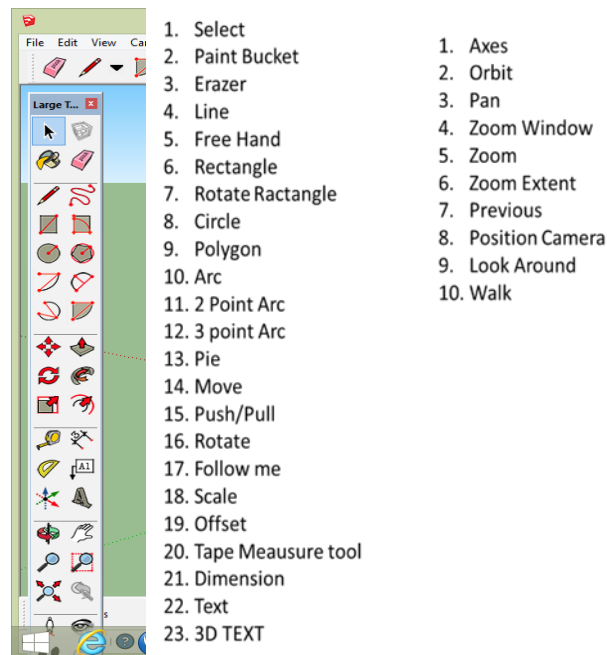 File Edit View Ca
Large T...
A1
1. Select
2. Paint Bucket
3. Erazer
4. Line
5. Free Hand
6. Rectangle
7. Rotate Ractangle
8. Circle
9. Polygon
10. Arc
11. 2 Point Arc
12. 3 point Arc
13. Pie
14. Move
15. Push/Pull
16. Rotate
17. Follow me
18. Scale
19. Offset
20. Tape Meausure tool
21. Dimension
22. Text
23. 3D TEXT
1. Axes
2. Orbit
3. Pan
4. Zoom Window
5. Zoom
6. Zoom Extent
7. Previous
8. Position Camera
9. Look Around
10. Walk